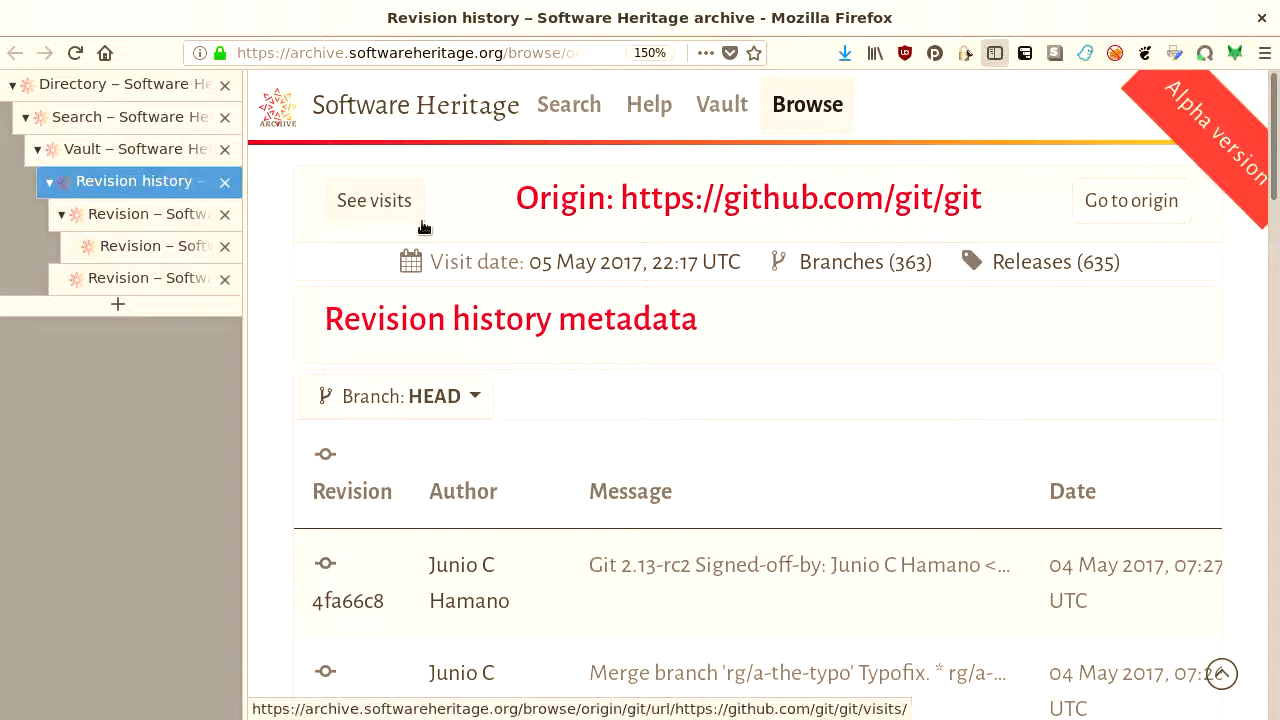 Revision history – Software Heritage archive - Mozilla Firefox
https://archive.softwareheritage.org/browse/or
150%
Directory – Software He
Search – Software He
Vault – Software He
Revision history –
Revision – Softw
Revision – Soft
Revision – Softw
ARCHIVE
Software Heritage
Search
Help
Vault
Browse
Alpha version
See visits
Origin: https://github.com/git/git
Go to origin
Visit date: 05 May 2017, 22:17 UTC
Branches (363)
Releases (635)
Revision history metadata
Branch: HEAD
Revision Author Message Date
4fa66c8 Junio C Hamano Git 2.13-rc2 Signed-off-by: Junio C Hamano <... 04 May 2017, 07:27 UTC
Junio C Merge branch 'rg/a-the-typo' Typofix. * rg/a-... 04 May 2017, 07:26 UTC
https://archive.softwareheritage.org/browse/origin/git/url/https://github.com/git/git/visits/